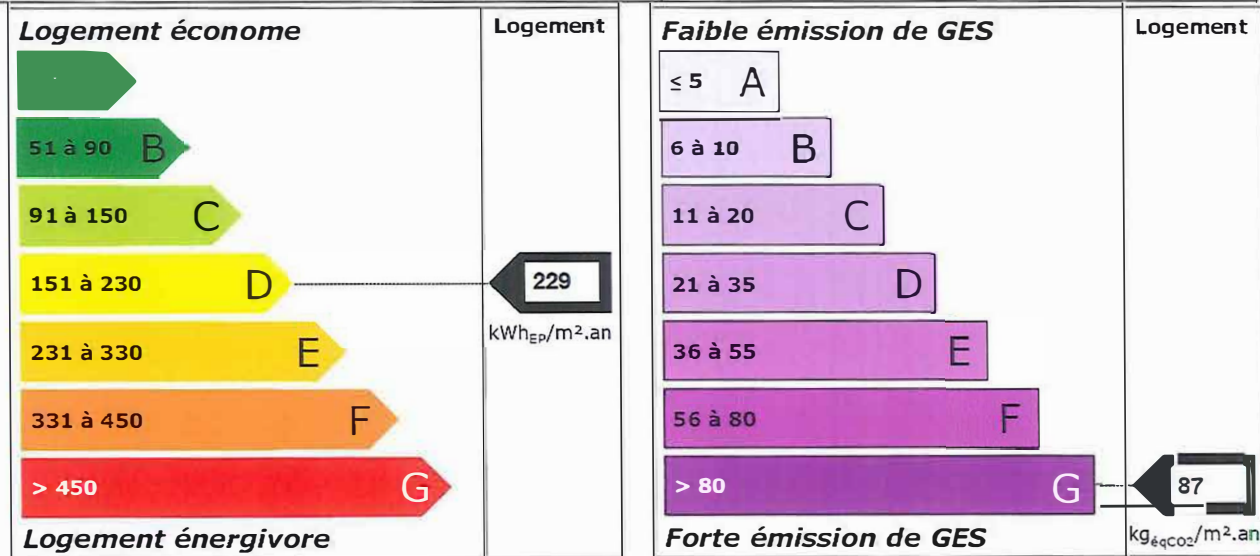 Logement économe
Logement
51 à 90 B
91 à 150 C
151 à 230 D
229
kWhEP/m².an
231 à 330 E
331 à 450 F
> 450 G
Logement énergivore
Faible émission de GES
Logement
≤ 5 A
6 à 10 B
11 à 20 C
21 à 35 D
36 à 55 E
56 à 80 F
> 80 G
87
kgéqCO2/m².an
Forte émission de GES